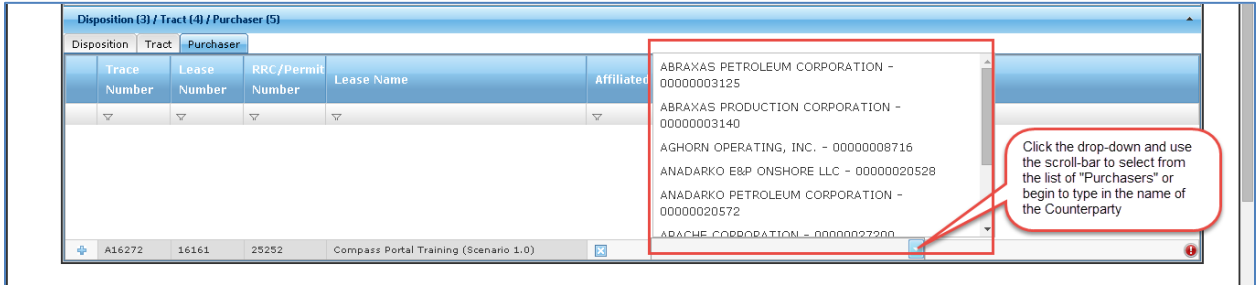 Disposition (3) / Tract (4) / Purchaser (5)
Disposition Tract Purchaser
Trace Number
Lease Number
RRC/Permit Number
Lease Name
Affiliated
ABRAXAS PETROLEUM CORPORATION -
00000003125
ABRAXAS PRODUCTION CORPORATION -
00000003140
AGHORN OPERATING, INC. - 00000008716
ANADARKO E&P ONSHORE LLC - 00000020528
ANADARKO PETROLEUM CORPORATION -
00000020572
APACHE CORPORATION - 00000027200
Click the drop-down and use
the scroll-bar to select from
the list of "Purchasers" or
begin to type in the name of
the Counterparty
A16272 16161 25252 Compass Portal Training (Scenario 1.0)